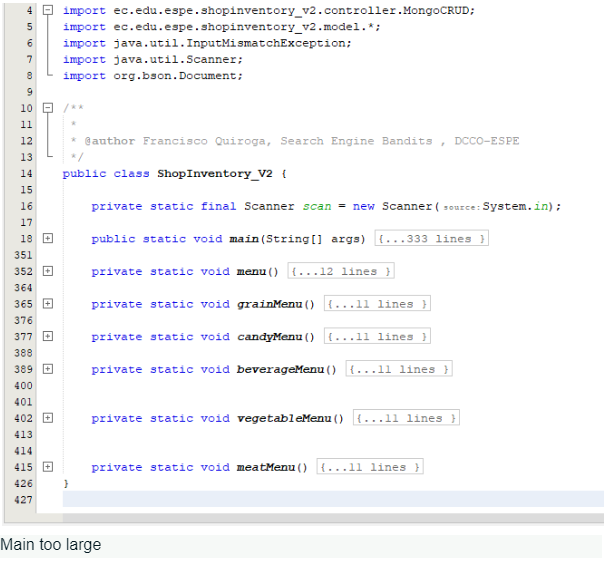 4 import ec.edu.espe.shopinventory_v2.controller.MongoCRUD;
5 import ec.edu.espe.shopinventory_v2.model.*;
6 import java.util.InputMismatchException;
7 import java.util.Scanner;
8 import org.bson.Document;
9
10 /**
11 *
12 * @author Francisco Quiroga, Search Engine Bandits , DCCO-ESPE
13 */
14 public class ShopInventory_V2 {
15
16 private static final Scanner scan = new Scanner( source: System.in);
17
18 public static void main(String[] args) {...333 lines }
351
352 private static void menu() {...12 lines }
364
365 private static void grainMenu() {...11 lines }
376
377 private static void candyMenu() {...11 lines }
388
389 private static void beverageMenu() {...11 lines }
400
401
402 private static void vegetableMenu() {...11 lines }
413
414
415 private static void meatMenu() {...11 lines }
426 }
427
Main too large